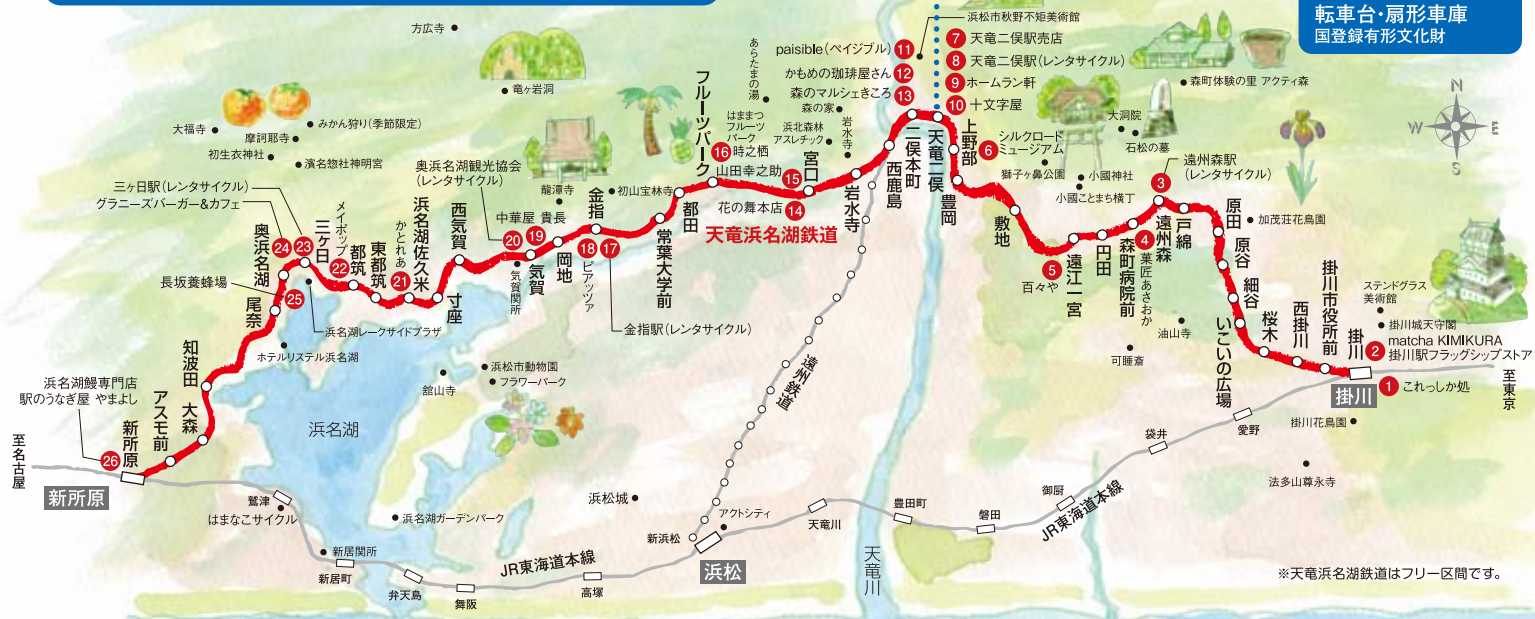 転車台・扇形車庫
国登録有形文化財
方広寺
竜ヶ岩洞
大福寺
摩訶耶寺
みかん狩り(季節限定)
初生衣神社
濱名惣社神明宮
三ヶ日駅(レンタサイクル)
グラニーズバーガー&カフェ
長坂養蜂場
浜名湖鰻専門店
駅のうなぎ屋 やまよし
至名古屋
26
新所原
新所原
アスモ前
大森
知波田
尾奈
25
24
奥浜名湖
23
三ヶ日
22
メイポップ
都筑
東都筑
21
かとれあ
浜名湖佐久米
寸座
西気賀
浜名湖レークサイドプラザ
ホテルリステル浜名湖
奥浜名湖観光協会
(レンタサイクル)
20
気賀関所
中華屋 貴長
19
気賀
岡地
龍潭寺
金指
初山宝林寺
18
ピアッツァ
17
金指駅(レンタサイクル)
常葉大学前
都田
フルーツパーク
はままつ
フルーツ
パーク
16 時之栖
あらたまの湯
山田幸之助
15
宮口
花の舞本店
14
天竜浜名湖鉄道
森の家
浜北森林
アスレチック
岩水寺
岩水寺
西鹿島
二俣本町
paisible(ペイジブル) 11
かもめの珈琲屋さん 12
森のマルシェきころ 13
浜松市秋野不矩美術館
7 天竜二俣駅売店
8 天竜二俣駅(レンタサイクル)
9 ホームラン軒
10 十文字屋
天竜二俣
上野部
6 シルクロード
ミュージアム
豊岡
敷地
獅子ヶ鼻公園
小國神社
小國ことまち横丁
大洞院
石松の墓
森町体験の里 アクティ森
N
W
E
S
5
百々や
遠江一宮
円田
森町病院前
4
菓匠あさおか
3
遠州森駅
(レンタサイクル)
遠州森
戸綿
原田
加茂荘花鳥園
原谷
細谷
いこいの広場
桜木
西掛川
掛川市役所前
掛川
掛川
油山寺
可睡斎
ステンドグラス
美術館
掛川城天守閣
2 matcha KIMIKURA
掛川駅フラッグシップストア
1 これっしか処
至東京
掛川花鳥園
法多山尊永寺
愛野
袋井
御厨
JR東海道本線
磐田
豊田町
天竜川
天竜川
遠州鉄道
浜松城
アクトシティ
新浜松
浜松
高塚
JR東海道本線
舞阪
弁天島
新居町
新居関所
浜名湖ガーデンパーク
鷲津
はまなこサイクル
浜名湖
舘山寺
浜松市動物園
フラワーパーク
※天竜浜名湖鉄道はフリー区間です。